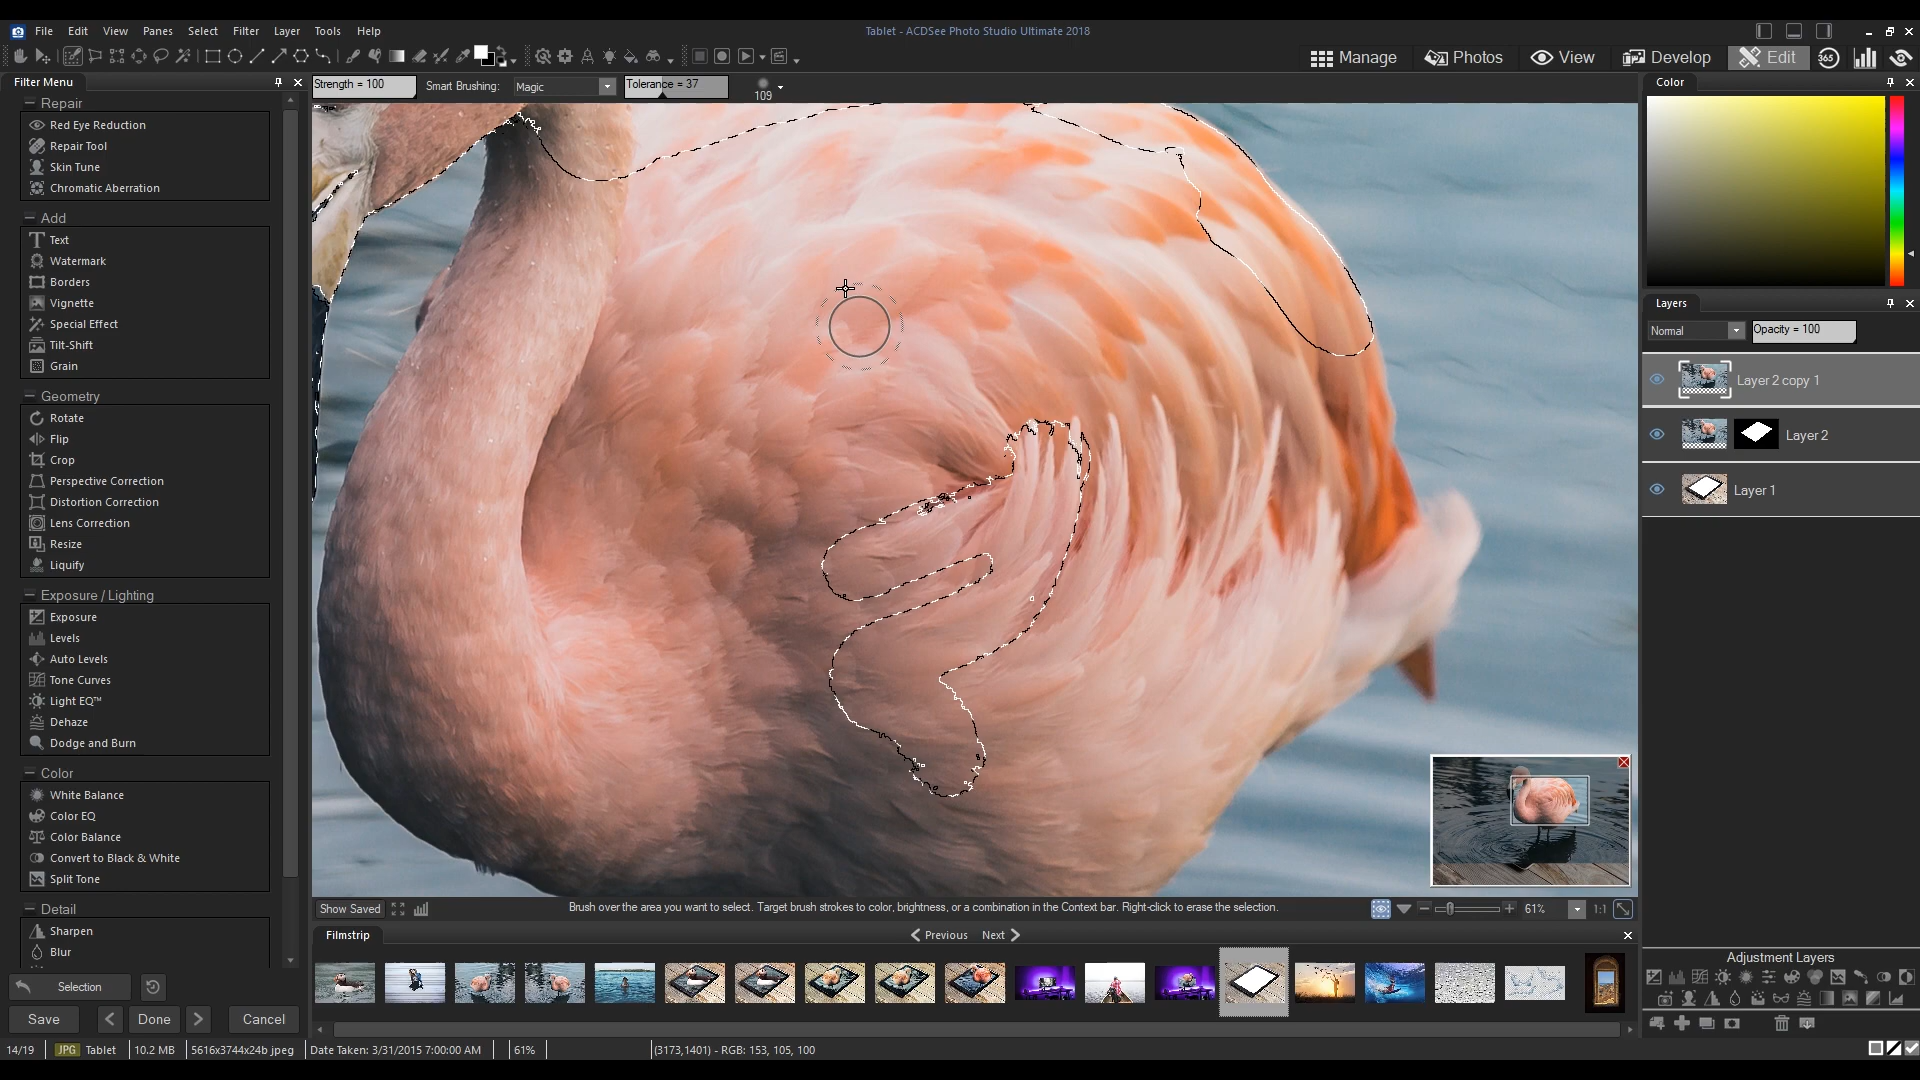 Tablet - ACDSee Photo Studio Ultimate 2018
File Edit View Panes Select Filter Layer Tools Help
Manage Photos View Develop Edit 365
Filter Menu
Strength = 100 Smart Brushing: Magic Tolerance = 37 109
Color
Repair
Red Eye Reduction
Repair Tool
Skin Tune
Chromatic Aberration
Add
Text
Watermark
Borders
Vignette
Special Effect
Tilt-Shift
Grain
Geometry
Rotate
Flip
Crop
Perspective Correction
Distortion Correction
Lens Correction
Resize
Liquify
Exposure / Lighting
Exposure
Levels
Auto Levels
Tone Curves
Light EQ™
Dehaze
Dodge and Burn
Color
White Balance
Color EQ
Color Balance
Convert to Black & White
Split Tone
Detail
Sharpen
Blur
Selection
Save Done Cancel
Layers
Normal Opacity = 100
Layer 2 copy 1
Layer 2
Layer 1
Show Saved Brush over the area you want to select. Target brush strokes to color, brightness, or a combination in the Context bar. Right-click to erase the selection. 61% 1:1
Filmstrip Previous Next
Adjustment Layers
14/19 JPG Tablet 10.2 MB 5616x3744x24b jpeg Date Taken: 3/31/2015 7:00:00 AM 61% (3173,1401) - RGB: 153, 105, 100